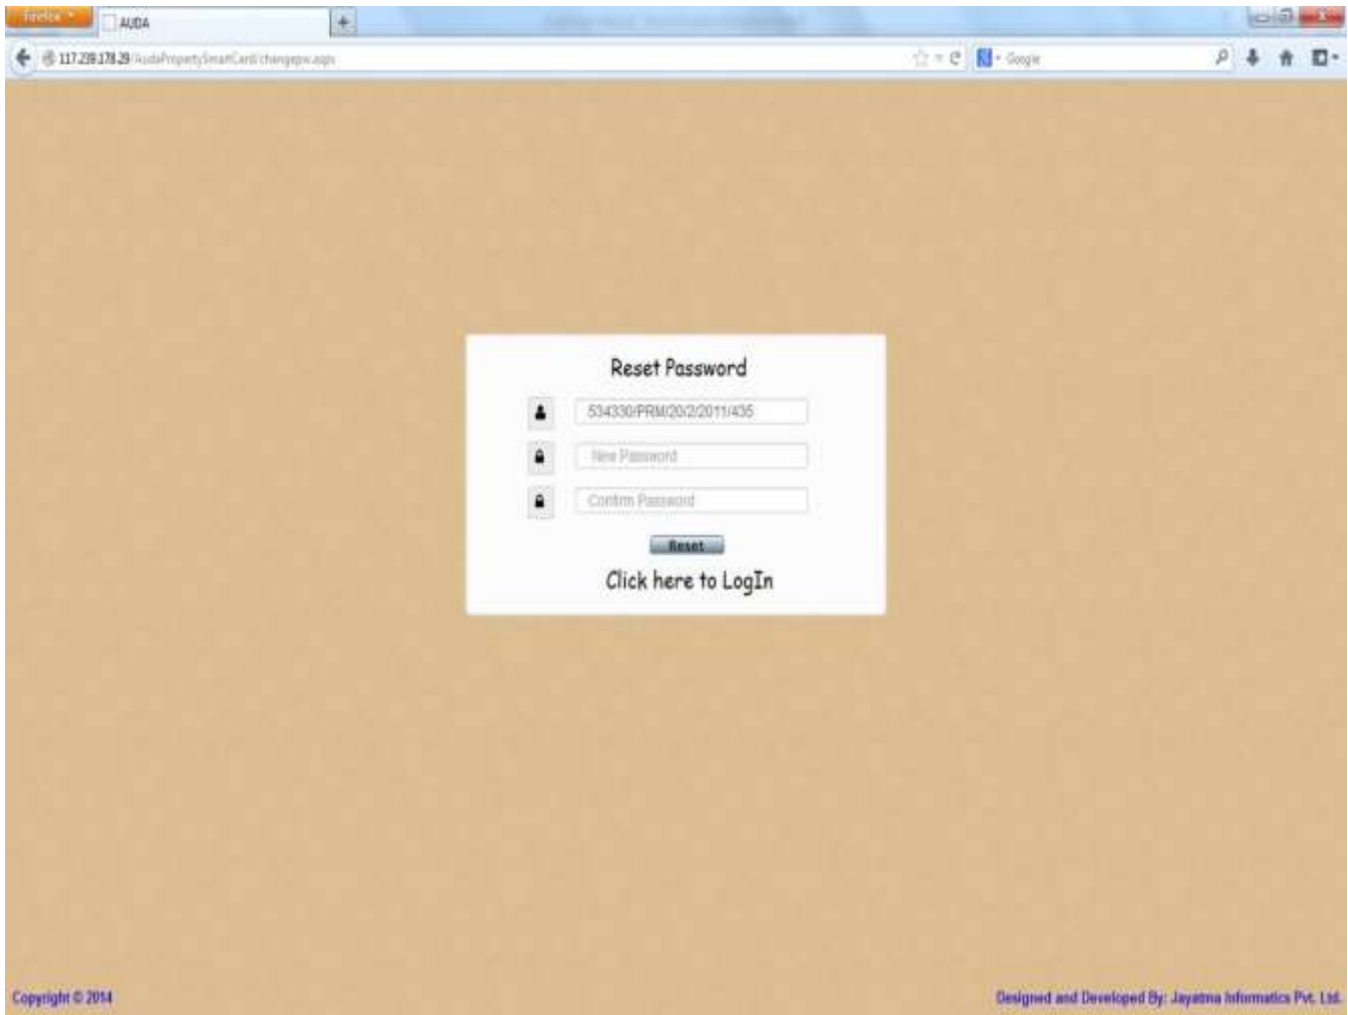 Firefox
AUDA
117.239.178.29/AudaPropertySmartCard/changepw.aspx
Google
Reset Password
534330/PRM/20/2/2011/435
New Password
Confirm Password
Reset
Click here to LogIn
Copyright © 2014
Designed and Developed By: Jayatma Informatics Pvt. Ltd.